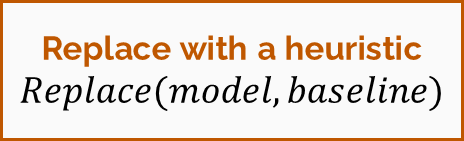 Replace with a heuristic
Replace(model, baseline)